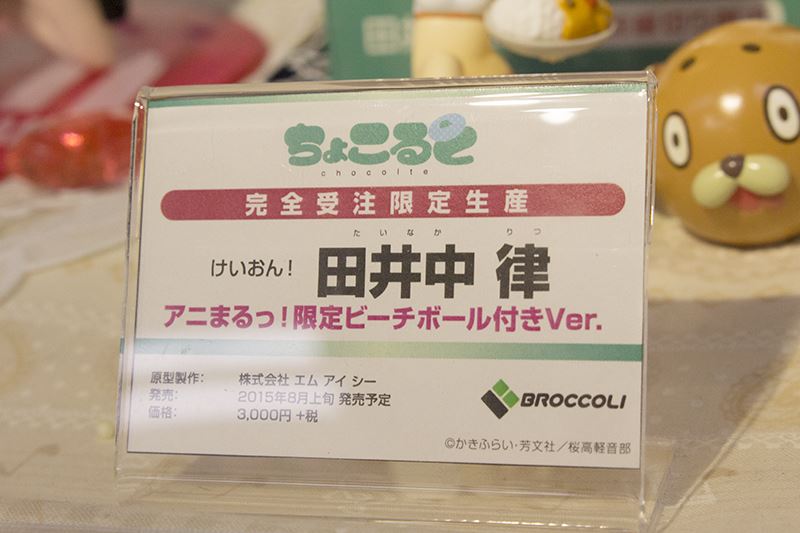 ちょこるて
chocolte
完全受注限定生産
たいなか りつ
けいおん! 田井中 律
アニまるっ!限定ビーチボール付きVer.
原型製作: 株式会社 エム アイ シー
発売: 2015年8月上旬 発売予定
価格: 3,000円+税
BROCCOLI
©かきふらい・芳文社/桜高軽音部